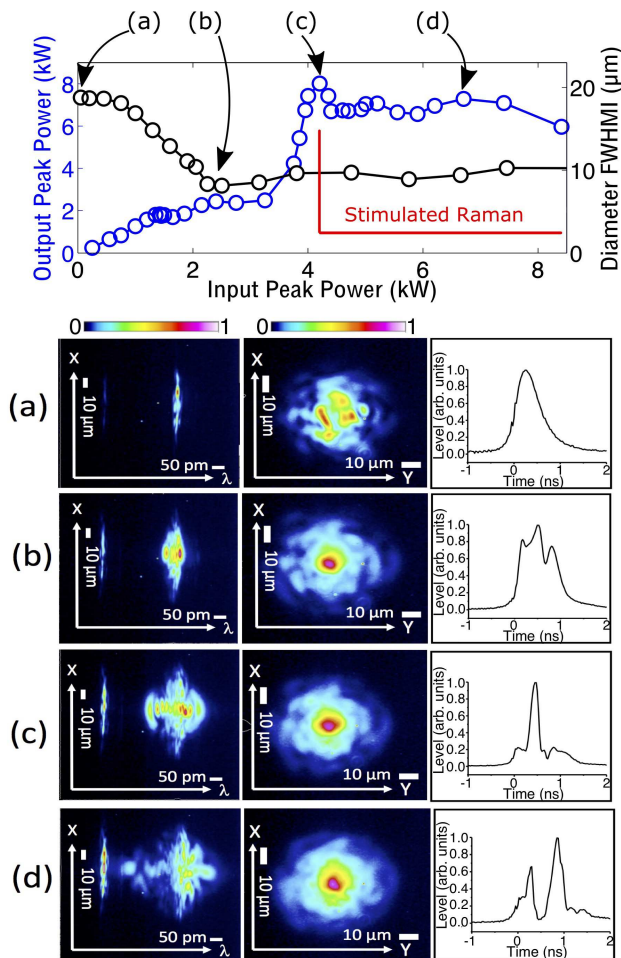 (a) (b) (c) (d)
Output Peak Power (kW)
8
6
4
2
0
Stimulated Raman
20
10
0
Diameter FWHMI (μm)
0 2 4 6 8
Input Peak Power (kW)
0 1 0 1
(a)
X
10 μm
50 pm
λ
X
10 μm
10 μm
Y
Level (arb. units)
1.0
0.8
0.6
0.4
0.2
0.0
-1 0 1 2
Time (ns)
(b)
X
10 μm
50 pm
λ
X
10 μm
10 μm
Y
Level (arb. units)
1.0
0.8
0.6
0.4
0.2
0.0
-1 0 1 2
Time (ns)
(c)
X
10 μm
50 pm
λ
X
10 μm
10 μm
Y
Level (arb. units)
1.0
0.8
0.6
0.4
0.2
0.0
-1 0 1 2
Time (ns)
(d)
X
10 μm
50 pm
λ
X
10 μm
10 μm
Y
Level (arb. units)
1.0
0.8
0.6
0.4
0.2
0.0
-1 0 1 2
Time (ns)